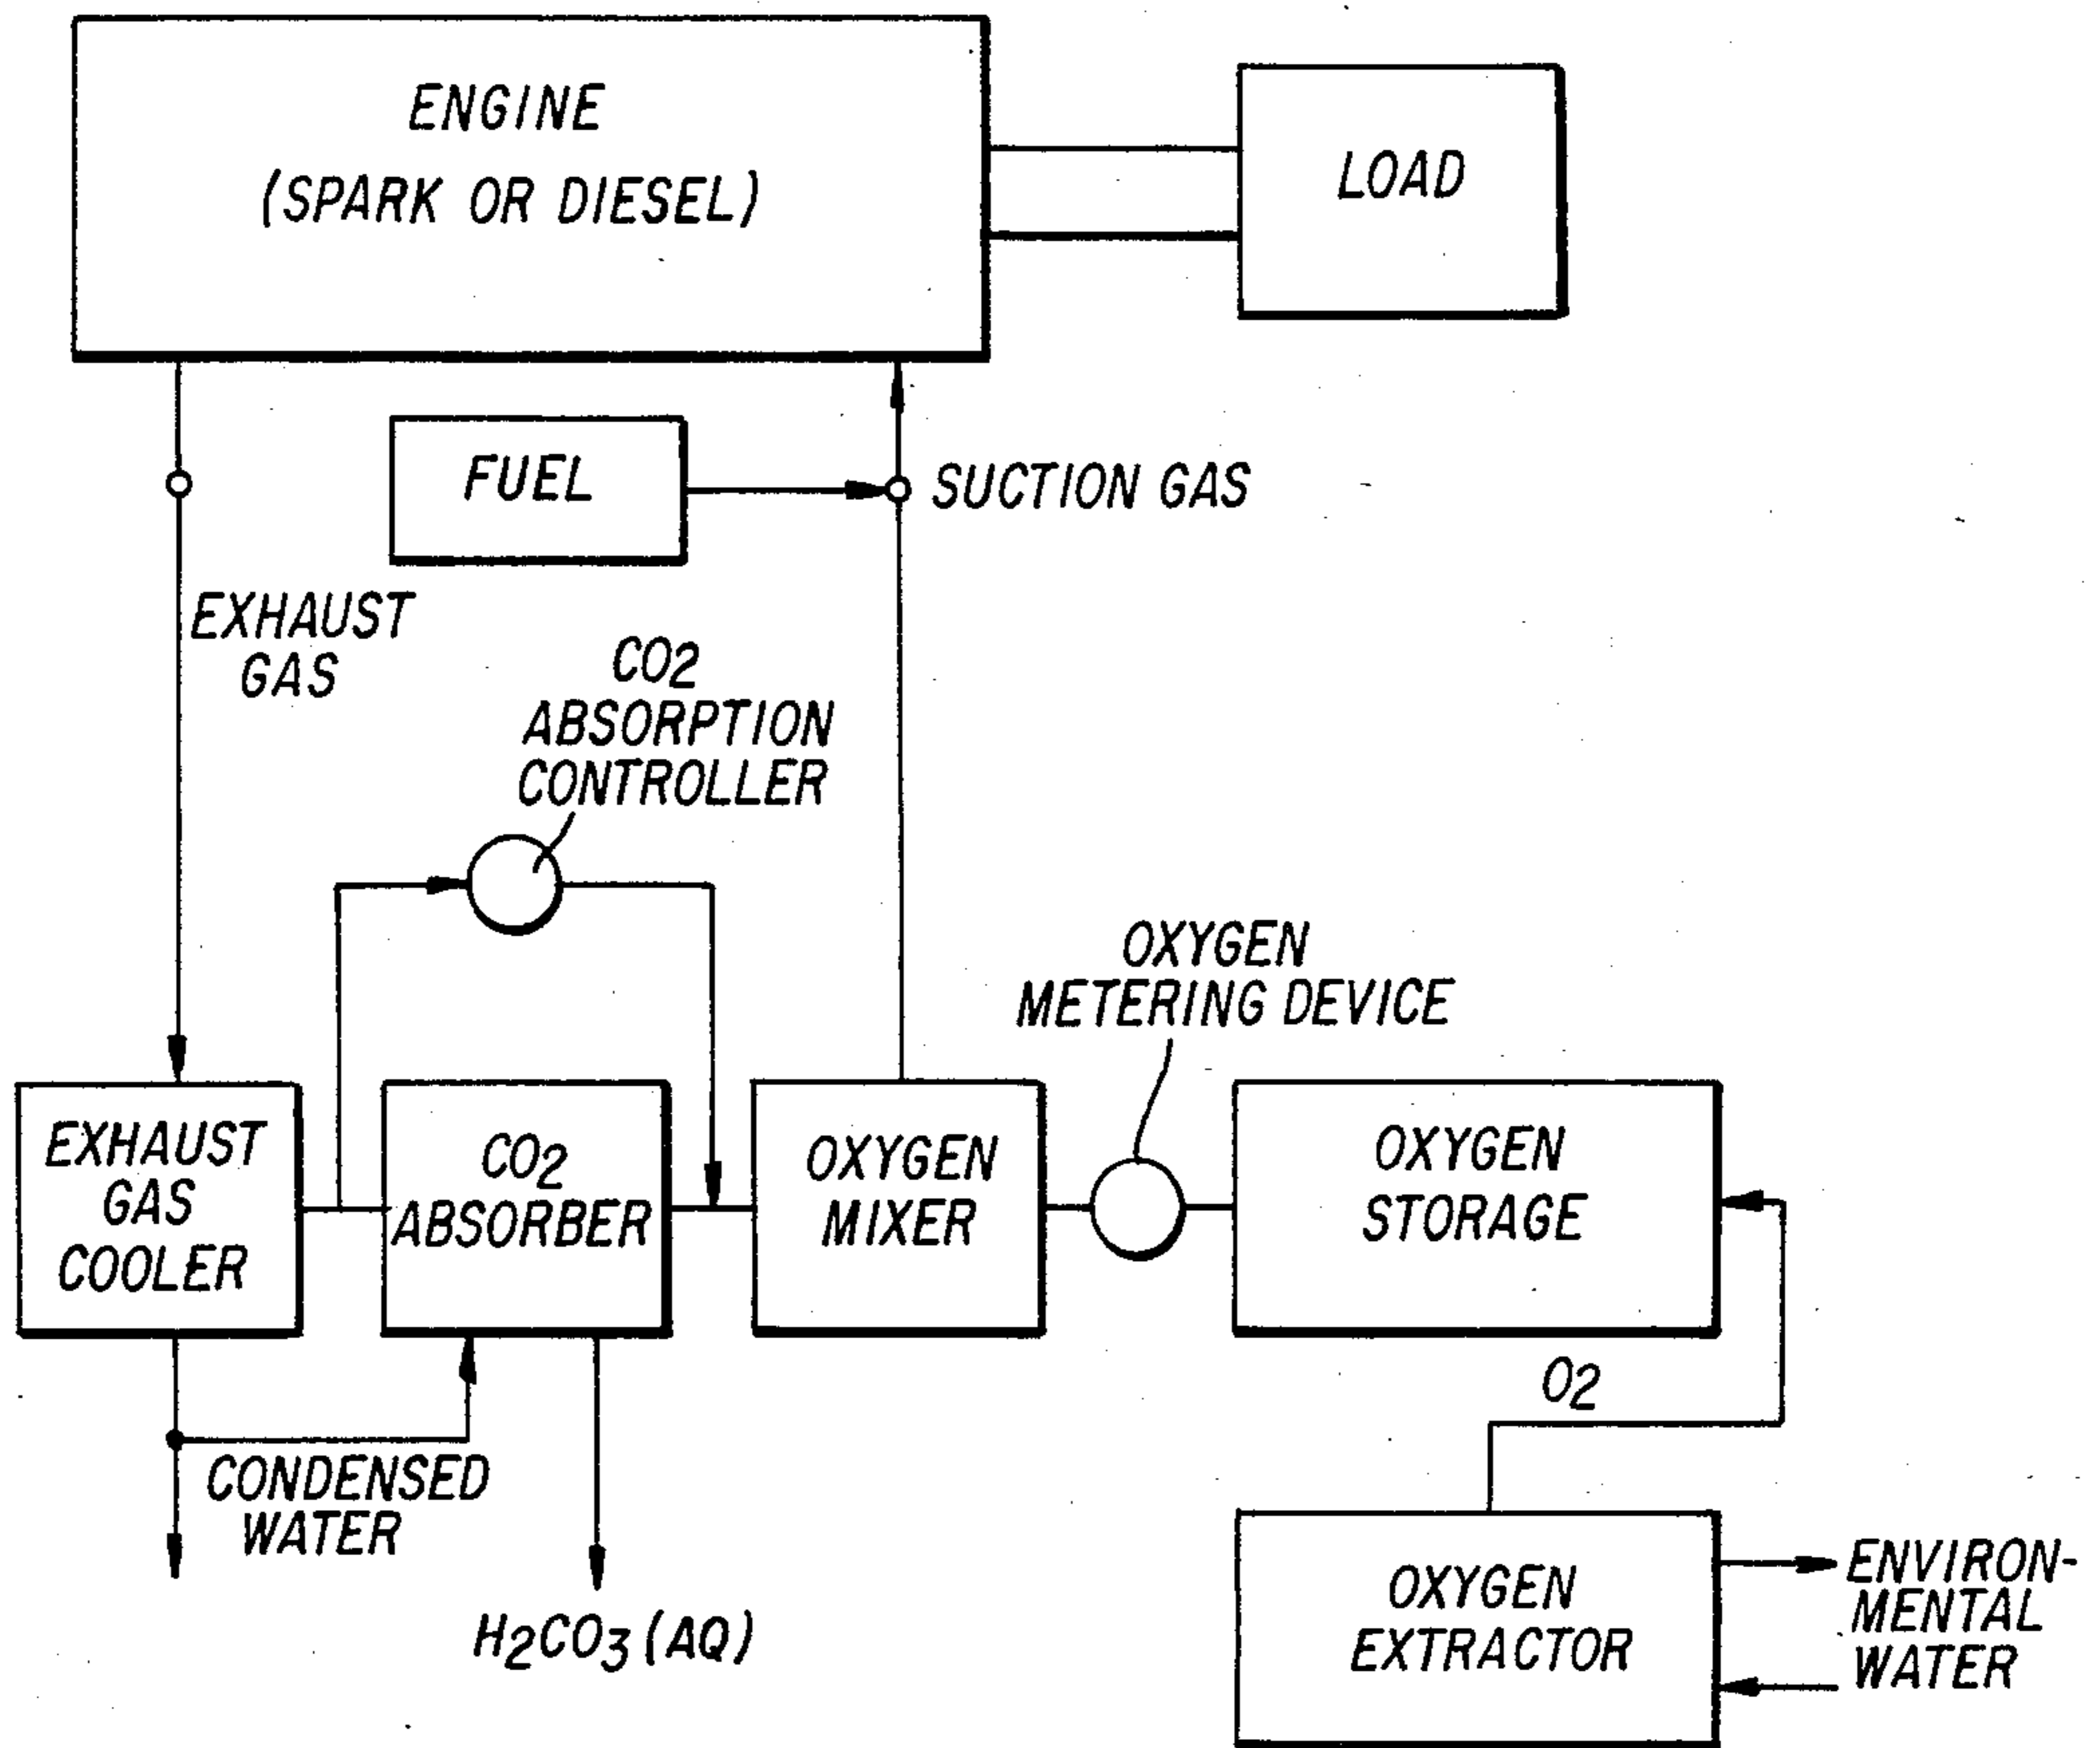 ENGINE
(SPARK OR DIESEL)
LOAD
FUEL
SUCTION GAS
EXHAUST
GAS
CO2
ABSORPTION
CONTROLLER
OXYGEN
METERING DEVICE
EXHAUST
GAS
COOLER
CO2
ABSORBER
OXYGEN
MIXER
OXYGEN
STORAGE
O2
CONDENSED
WATER
H2CO3 (AQ)
OXYGEN
EXTRACTOR
ENVIRON-
MENTAL
WATER